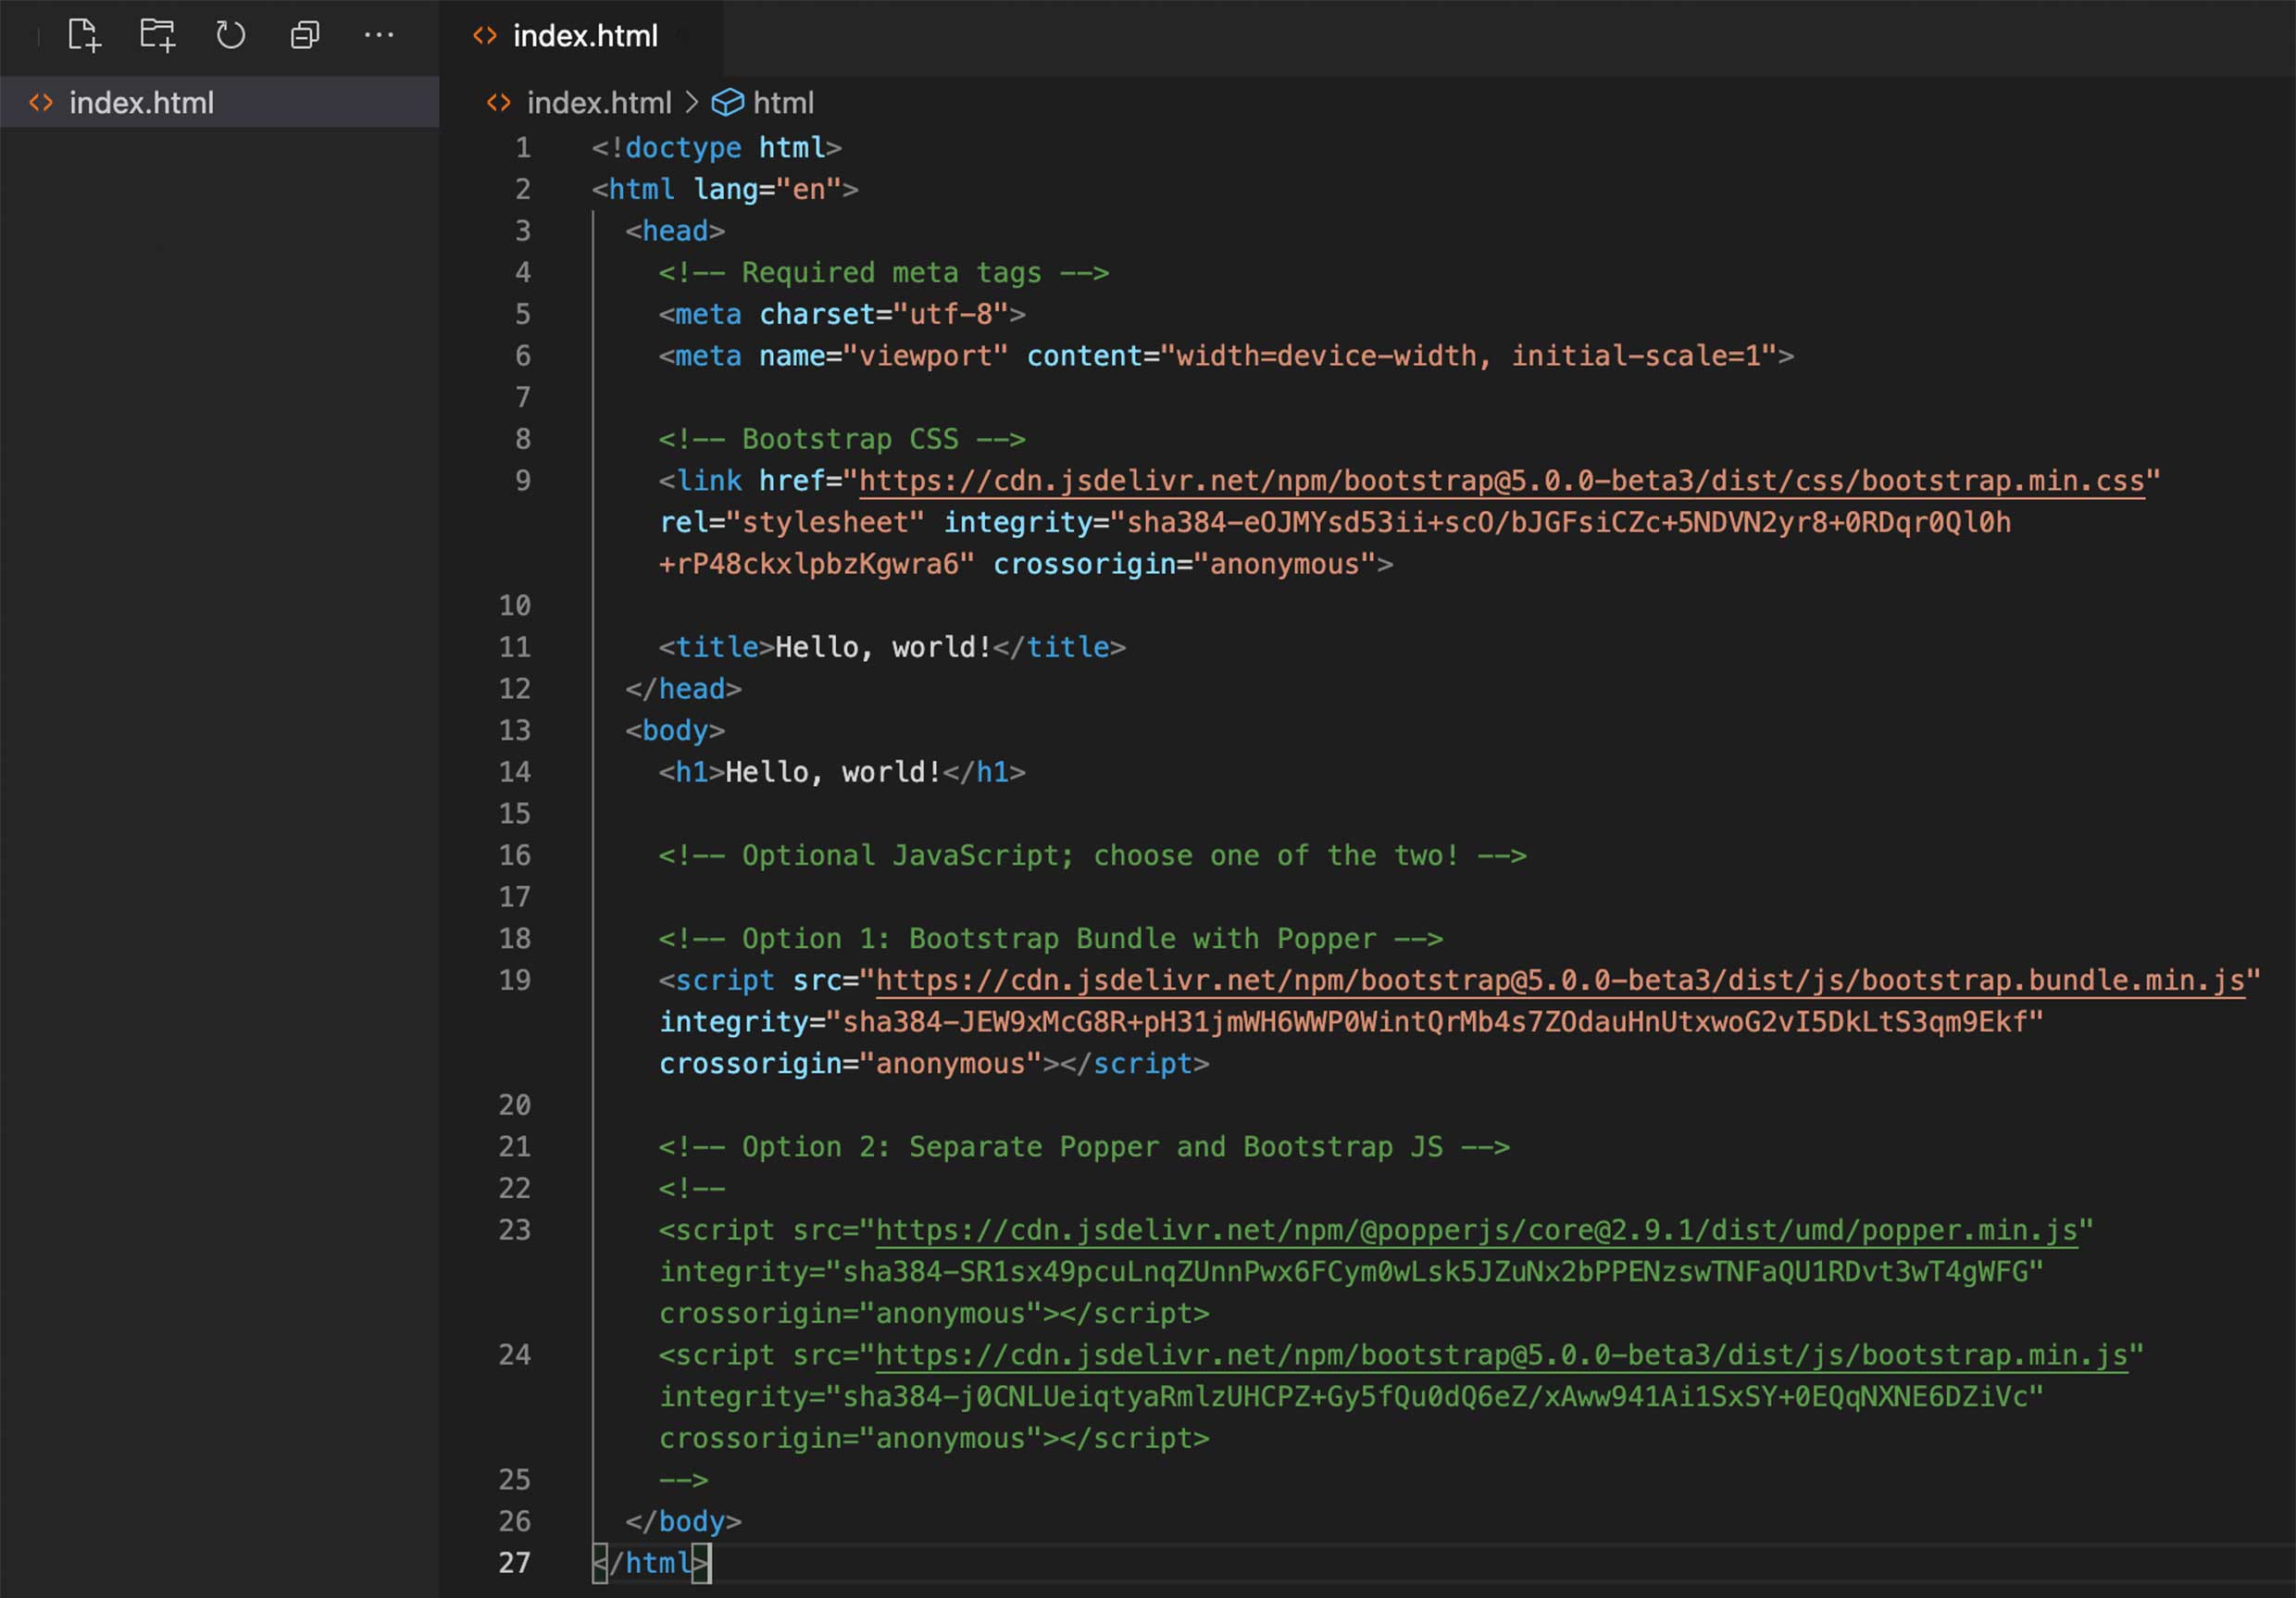 index.html
index.html
index.html > html
1 <!doctype html>
2 <html lang="en">
3 <head>
4 <!-- Required meta tags -->
5 <meta charset="utf-8">
6 <meta name="viewport" content="width=device-width, initial-scale=1">
7
8 <!-- Bootstrap CSS -->
9 <link href="https://cdn.jsdelivr.net/npm/bootstrap@5.0.0-beta3/dist/css/bootstrap.min.css"
rel="stylesheet" integrity="sha384-eOJMYsd53ii+scO/bJGFsiCZc+5NDVN2yr8+0RDqr0Ql0h
+rP48ckxlpbzKgwra6" crossorigin="anonymous">
10
11 <title>Hello, world!</title>
12 </head>
13 <body>
14 <h1>Hello, world!</h1>
15
16 <!-- Optional JavaScript; choose one of the two! -->
17
18 <!-- Option 1: Bootstrap Bundle with Popper -->
19 <script src="https://cdn.jsdelivr.net/npm/bootstrap@5.0.0-beta3/dist/js/bootstrap.bundle.min.js"
integrity="sha384-JEW9xMcG8R+pH31jmWH6WWP0WintQrMb4s7ZOdauHnUtxwoG2vI5DkLtS3qm9Ekf"
crossorigin="anonymous"></script>
20
21 <!-- Option 2: Separate Popper and Bootstrap JS -->
22 <!--
23 <script src="https://cdn.jsdelivr.net/npm/@popperjs/core@2.9.1/dist/umd/popper.min.js"
integrity="sha384-SR1sx49pcuLnqZUnnPwx6FCym0wLsk5JZuNx2bPPENzswTNFaQU1RDvt3wT4gWFG"
crossorigin="anonymous"></script>
24 <script src="https://cdn.jsdelivr.net/npm/bootstrap@5.0.0-beta3/dist/js/bootstrap.min.js"
integrity="sha384-j0CNLUeiqtyaRmlzUHCPZ+Gy5fQu0dQ6eZ/xAww941Ai1SxSY+0EQqNXNE6DZiVc"
crossorigin="anonymous"></script>
25 -->
26 </body>
27 </html>